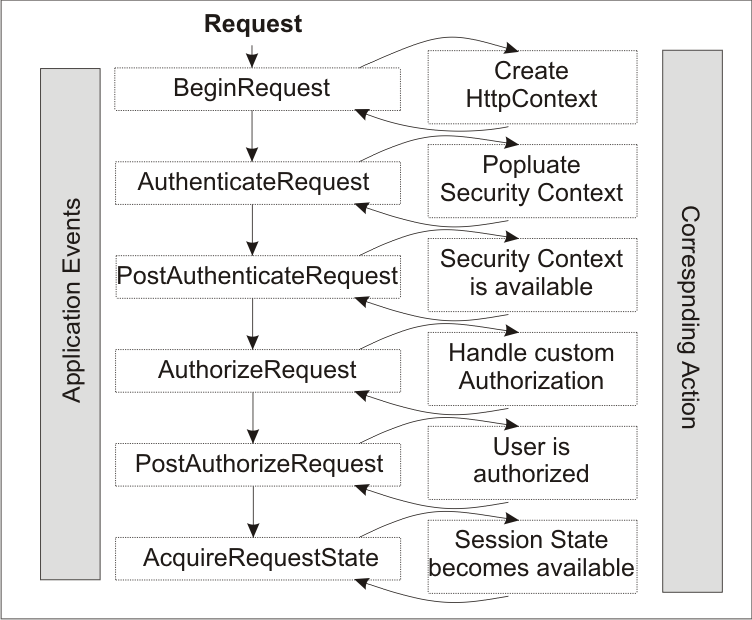 Request
Application Events
BeginRequest
Create
HttpContext
AuthenticateRequest
Popluate
Security Context
PostAuthenticateRequest
Security Context
is available
AuthorizeRequest
Handle custom
Authorization
PostAuthorizeRequest
User is
authorized
AcquireRequestState
Session State
becomes available
Correspnding Action